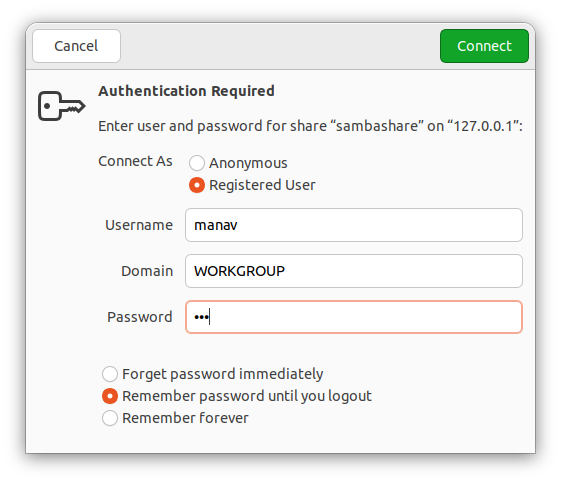 Cancel
Connect
Authentication Required
Enter user and password for share “sambashare” on “127.0.0.1”:
Connect As
Anonymous
Registered User
Username
manav
Domain
WORKGROUP
Password
•••
Forget password immediately
Remember password until you logout
Remember forever